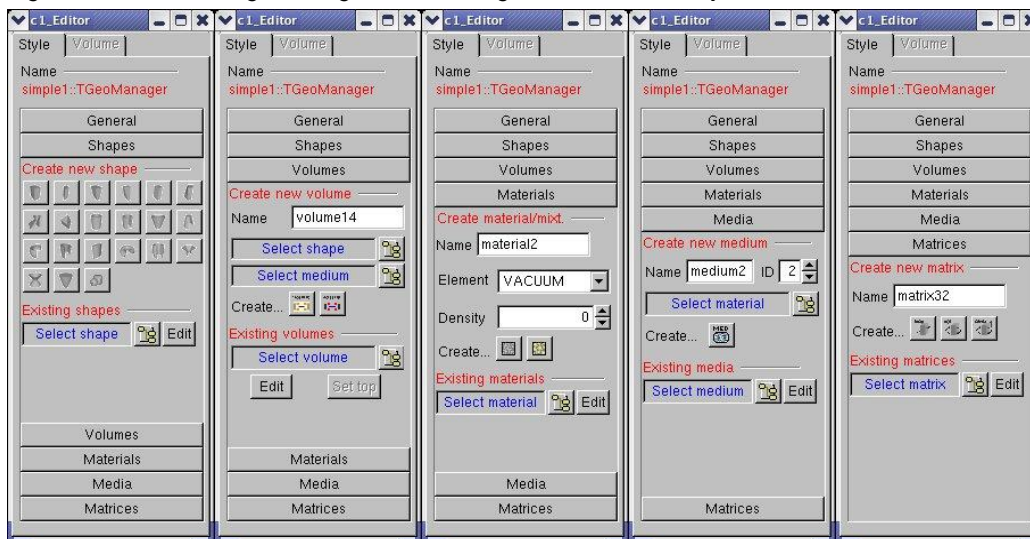 c1_Editor
Style Volume
Name
simple1::TGeoManager
General
Shapes
Create new shape
Existing shapes
Select shape Edit
Volumes
Materials
Media
Matrices
c1_Editor
Style Volume
Name
simple1::TGeoManager
General
Shapes
Volumes
Create new volume
Name volume14
Select shape
Select medium
Create...
Existing volumes
Select volume
Edit Set top
Materials
Media
Matrices
c1_Editor
Style Volume
Name
simple1::TGeoManager
General
Shapes
Volumes
Materials
Create material/mixt.
Name material2
Element VACUUM
Density 0
Create...
Existing materials
Select material Edit
Media
Matrices
c1_Editor
Style Volume
Name
simple1::TGeoManager
General
Shapes
Volumes
Materials
Media
Create new medium
Name medium2 ID 2
Select material
Create... MED
Existing media
Select medium Edit
Matrices
c1_Editor
Style Volume
Name
simple1::TGeoManager
General
Shapes
Volumes
Materials
Media
Matrices
Create new matrix
Name matrix32
Create...
Existing matrices
Select matrix Edit